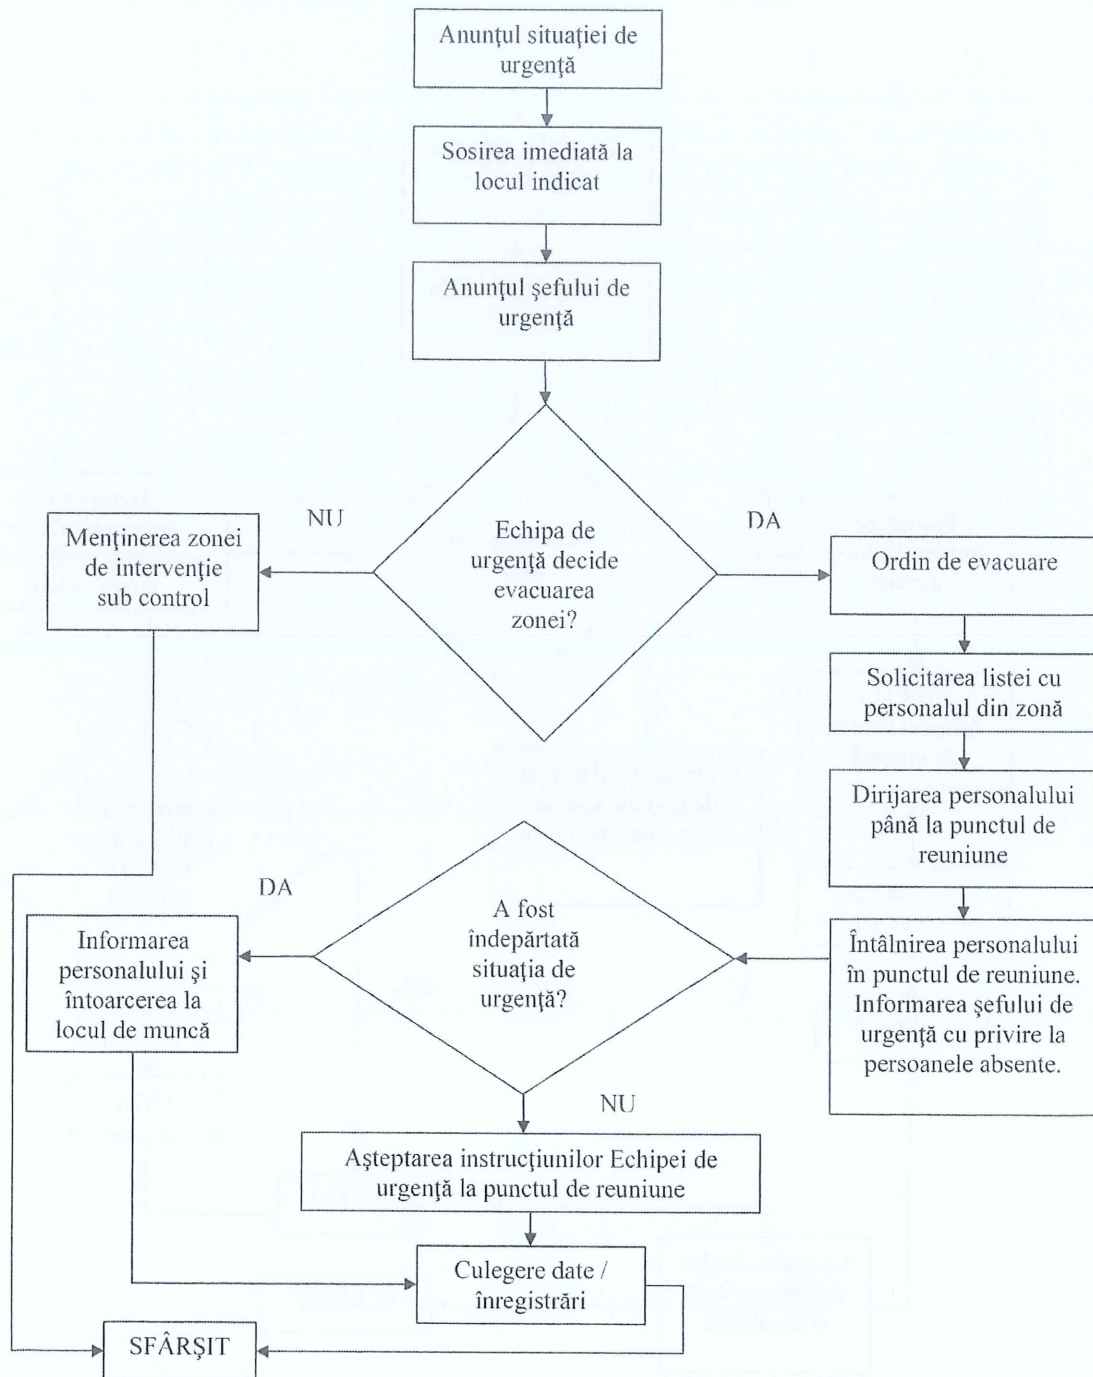 Anunţul situaţiei de
urgenţă
Sosirea imediată la
locul indicat
Anunţul şefului de
urgenţă
Echipa de
urgenţă decide
evacuarea
zonei?
NU
DA
Menţinerea zonei
de intervenţie
sub control
Ordin de evacuare
Solicitarea listei cu
personalul din zonă
Dirijarea personalului
până la punctul de
reuniune
Întâlnirea personalului
în punctul de reuniune.
Informarea şefului de
urgenţă cu privire la
persoanele absente.
A fost
îndepărtată
situaţia de
urgenţă?
DA
NU
Informarea
personalului şi
întoarcerea la
locul de muncă
Aşteptarea instrucţiunilor Echipei de
urgenţă la punctul de reuniune
Culegere date /
înregistrări
SFÂRŞIT